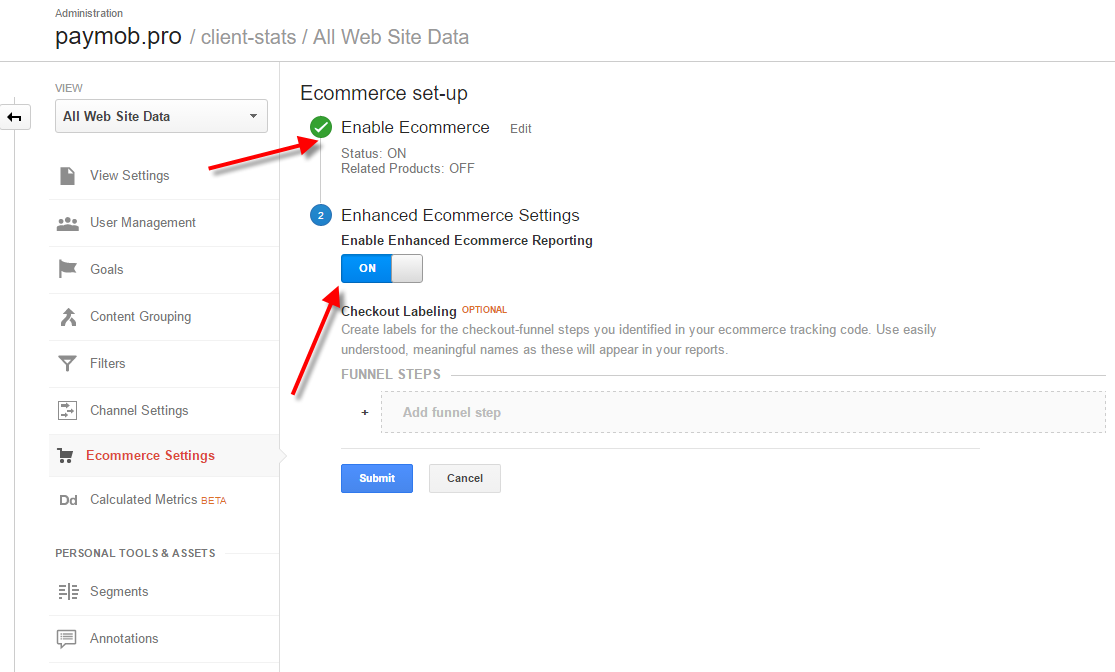 Administration
paymob.pro / client-stats / All Web Site Data
VIEW
All Web Site Data
View Settings
User Management
Goals
Content Grouping
Filters
Channel Settings
Ecommerce Settings
Dd Calculated Metrics BETA
PERSONAL TOOLS & ASSETS
Segments
Annotations
Ecommerce set-up
Enable Ecommerce Edit
Status: ON
Related Products: OFF
2 Enhanced Ecommerce Settings
Enable Enhanced Ecommerce Reporting
ON
Checkout Labeling OPTIONAL
Create labels for the checkout-funnel steps you identified in your ecommerce tracking code. Use easily
understood, meaningful names as these will appear in your reports.
FUNNEL STEPS
+ Add funnel step
Submit Cancel